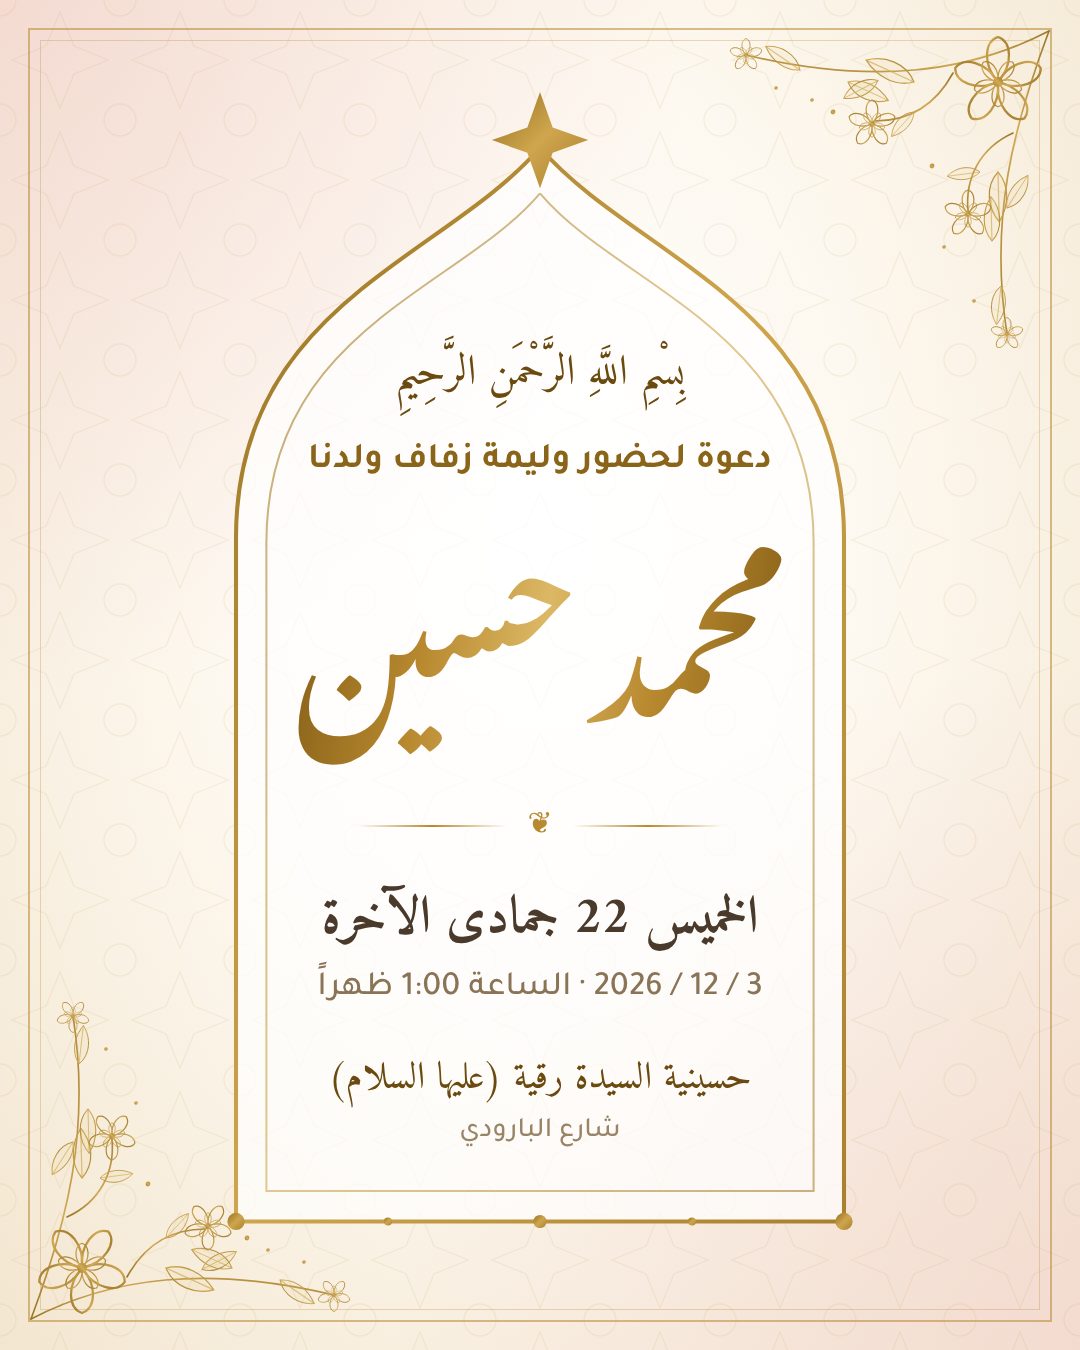 بِسْمِ اللَّهِ الرَّحْمَنِ الرَّحِيمِ
دعوة لحضور وليمة زفاف ولدنا
محمد حسين
الخميس 22 جمادى الآخرة
3 / 12 / 2026 · الساعة 1:00 ظهراً
حسينية السيدة رقية (عليها السلام)
شارع البارودي